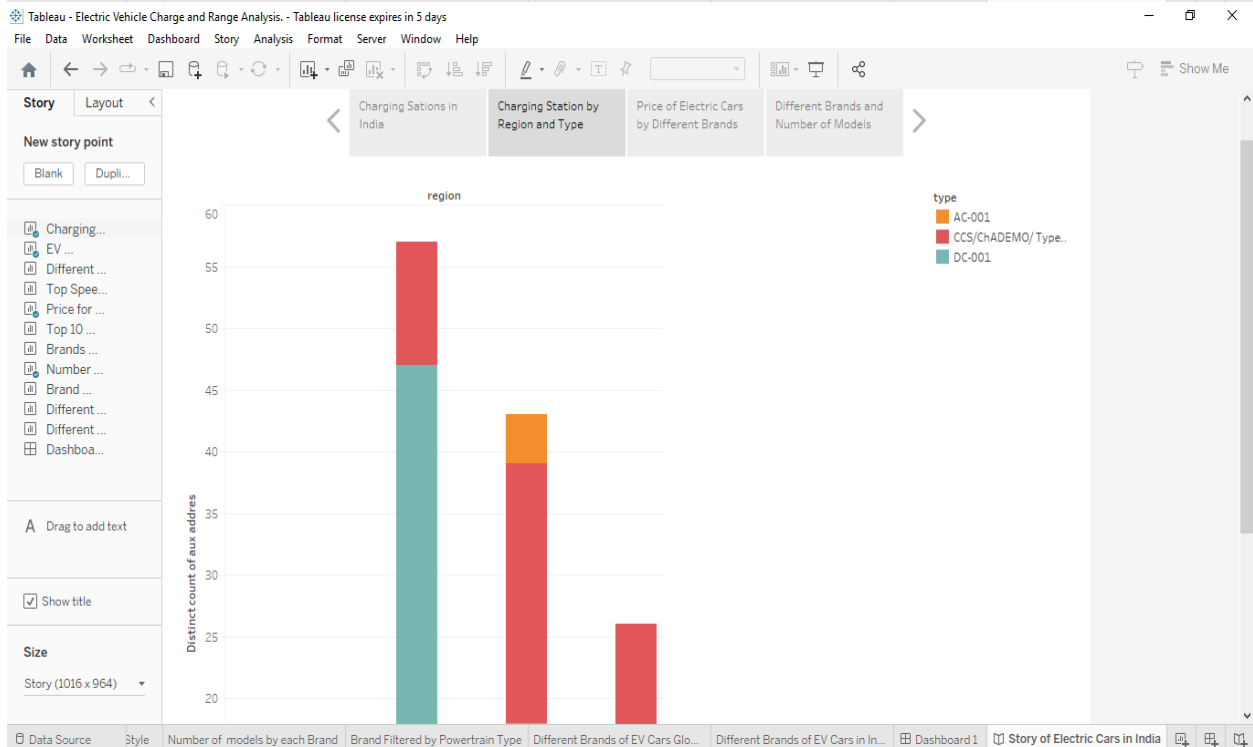 Tableau - Electric Vehicle Charge and Range Analysis. - Tableau license expires in 5 days
File Data Worksheet Dashboard Story Analysis Format Server Window Help
Show Me
Story Layout
New story point
Blank Dupli...
Charging...
EV ...
Different ...
Top Spee...
Price for ...
Top 10 ...
Brands ...
Number ...
Brand ...
Different ...
Different ...
Dashboa...
A Drag to add text
Show title
Size
Story (1016 x 964)
Charging Sations in
India
Charging Station by
Region and Type
Price of Electric Cars
by Different Brands
Different Brands and
Number of Models
region
60
55
50
45
40
35
30
25
20
Distinct count of aux addres
type
AC-001
CCS/ChADEMO/ Type..
DC-001
Data Source Style Number of models by each Brand Brand Filtered by Powertrain Type Different Brands of EV Cars Glo... Different Brands of EV Cars in In... Dashboard 1 Story of Electric Cars in India